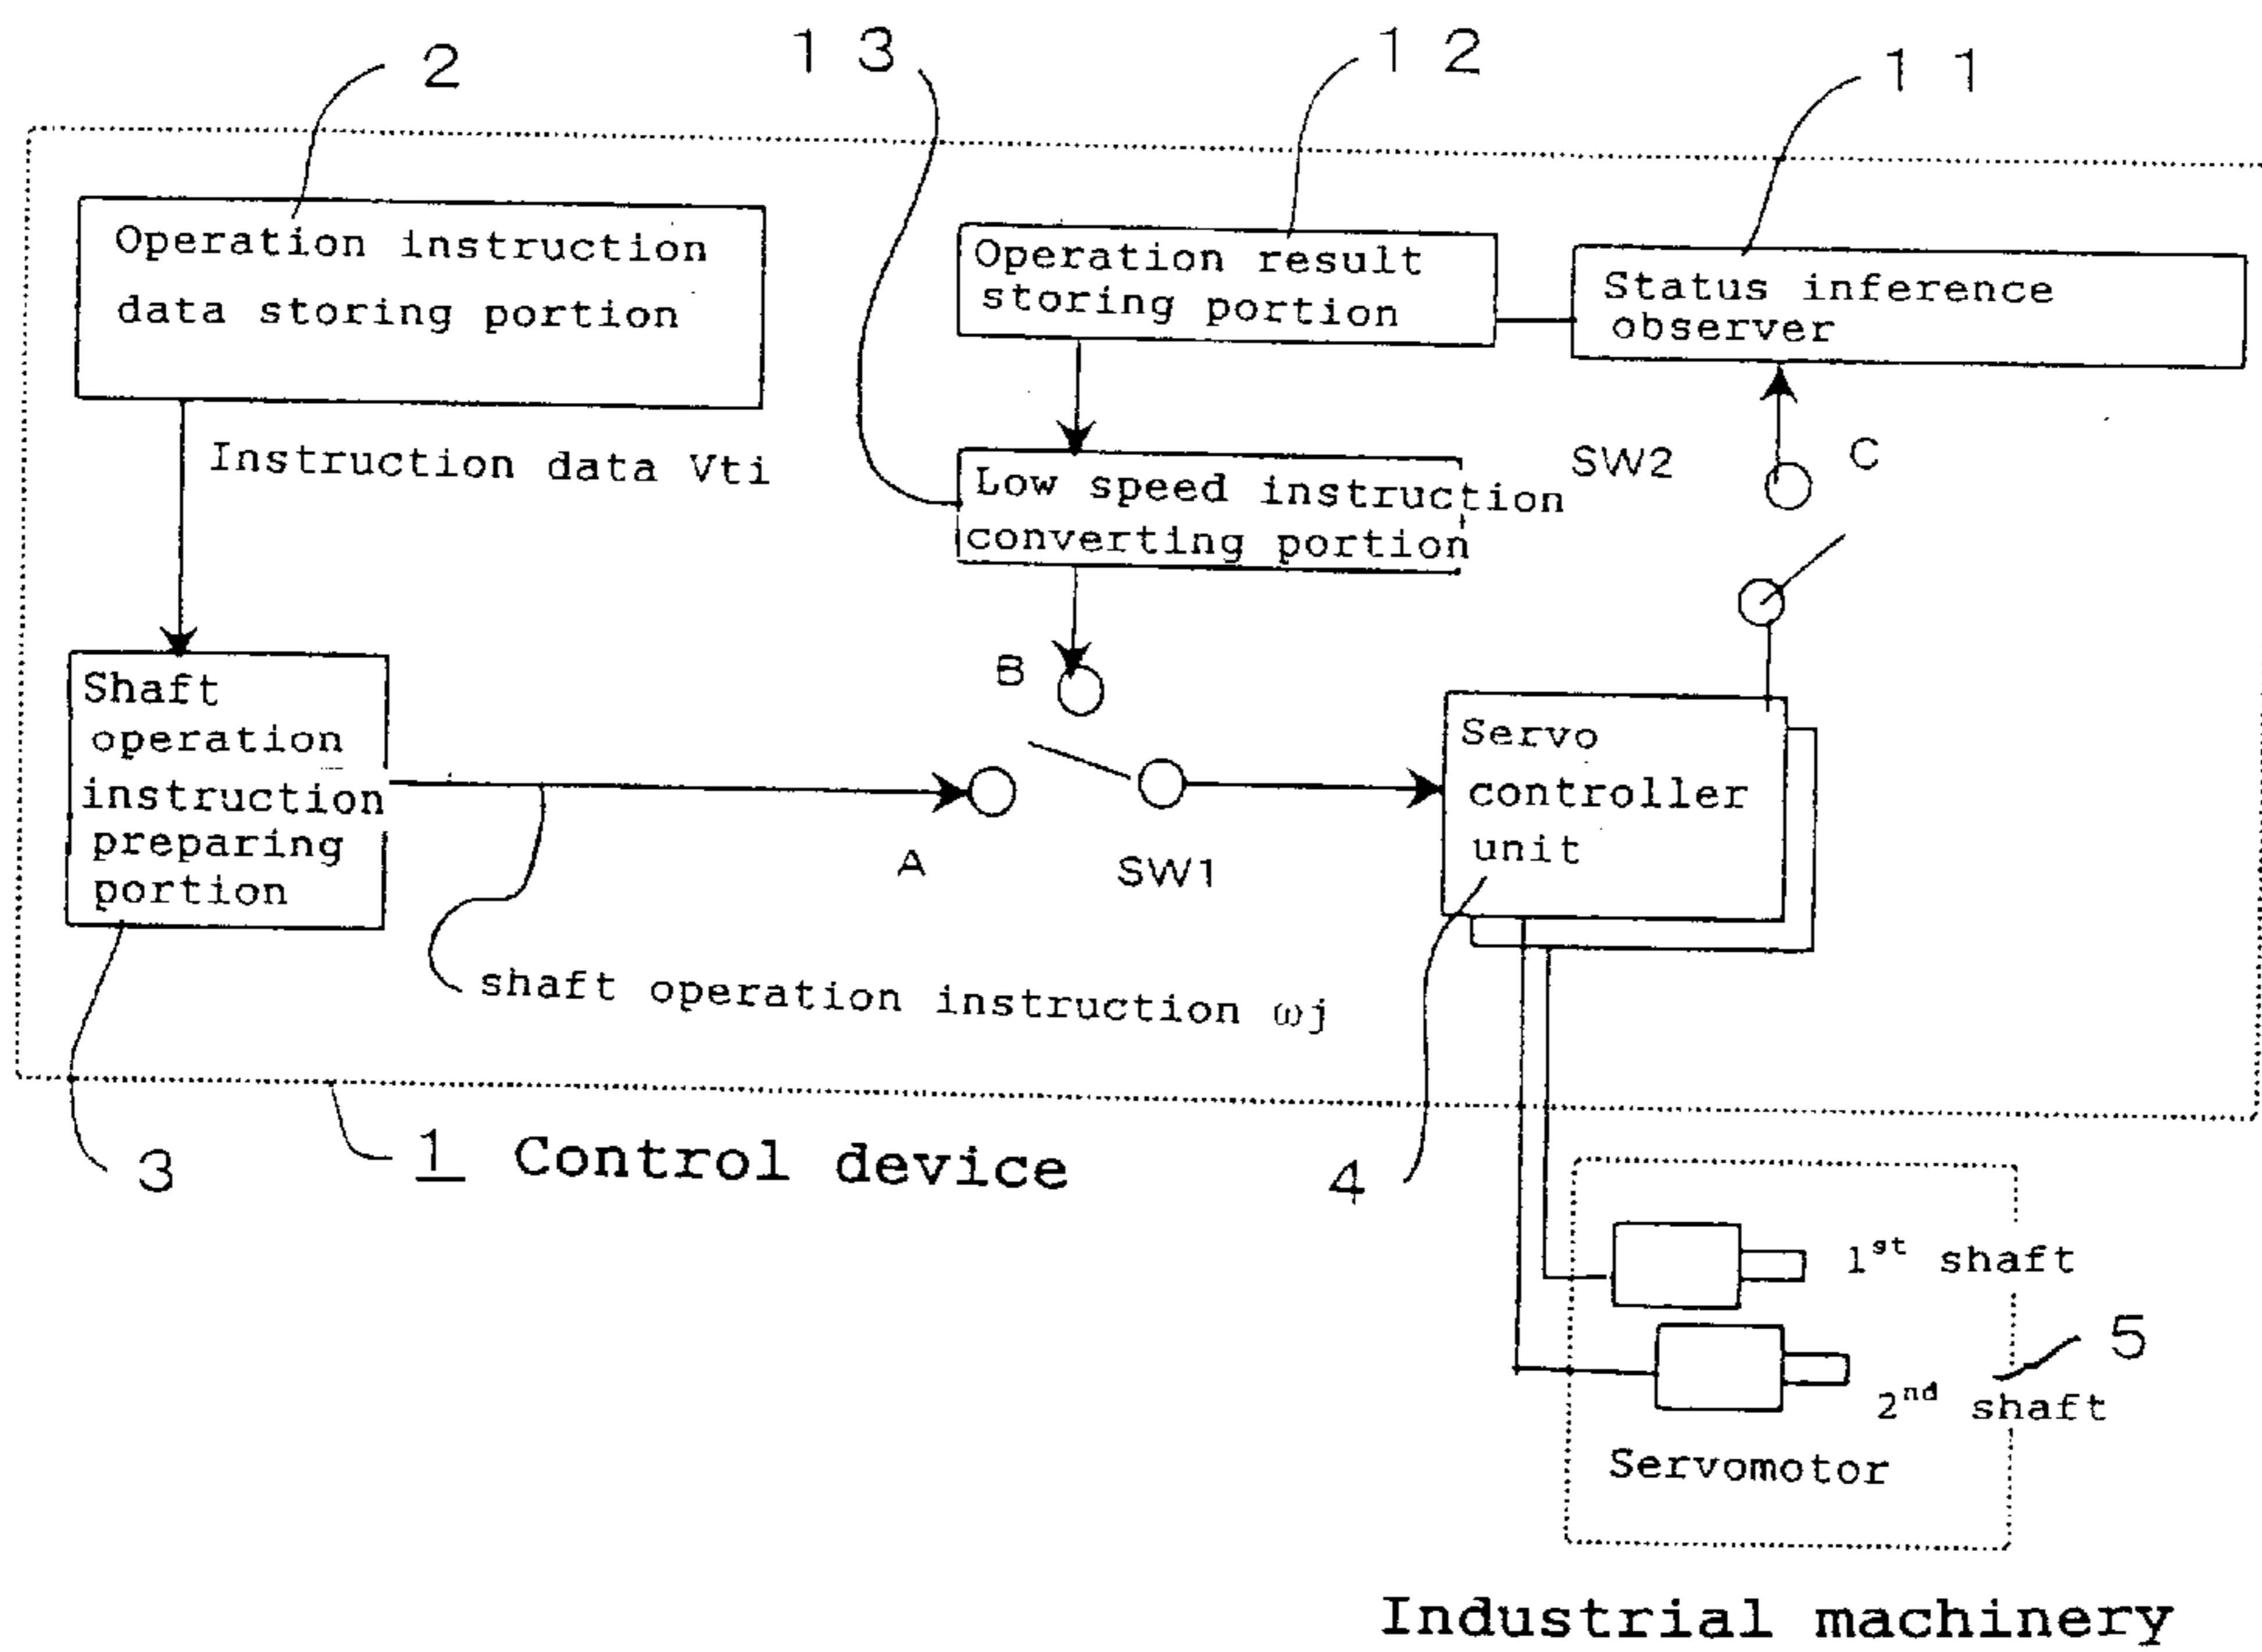 2
13
12
11
Operation instruction
data storing portion
Operation result
storing portion
Status inference
observer
Instruction data Vti
Low speed instruction
converting portion
SW2
C
B
Shaft
operation
instruction
preparing
portion
A
SW1
Servo
controller
unit
shaft operation instruction ωj
3
1 Control device
4
1st shaft
5
2nd shaft
Servomotor
Industrial machinery